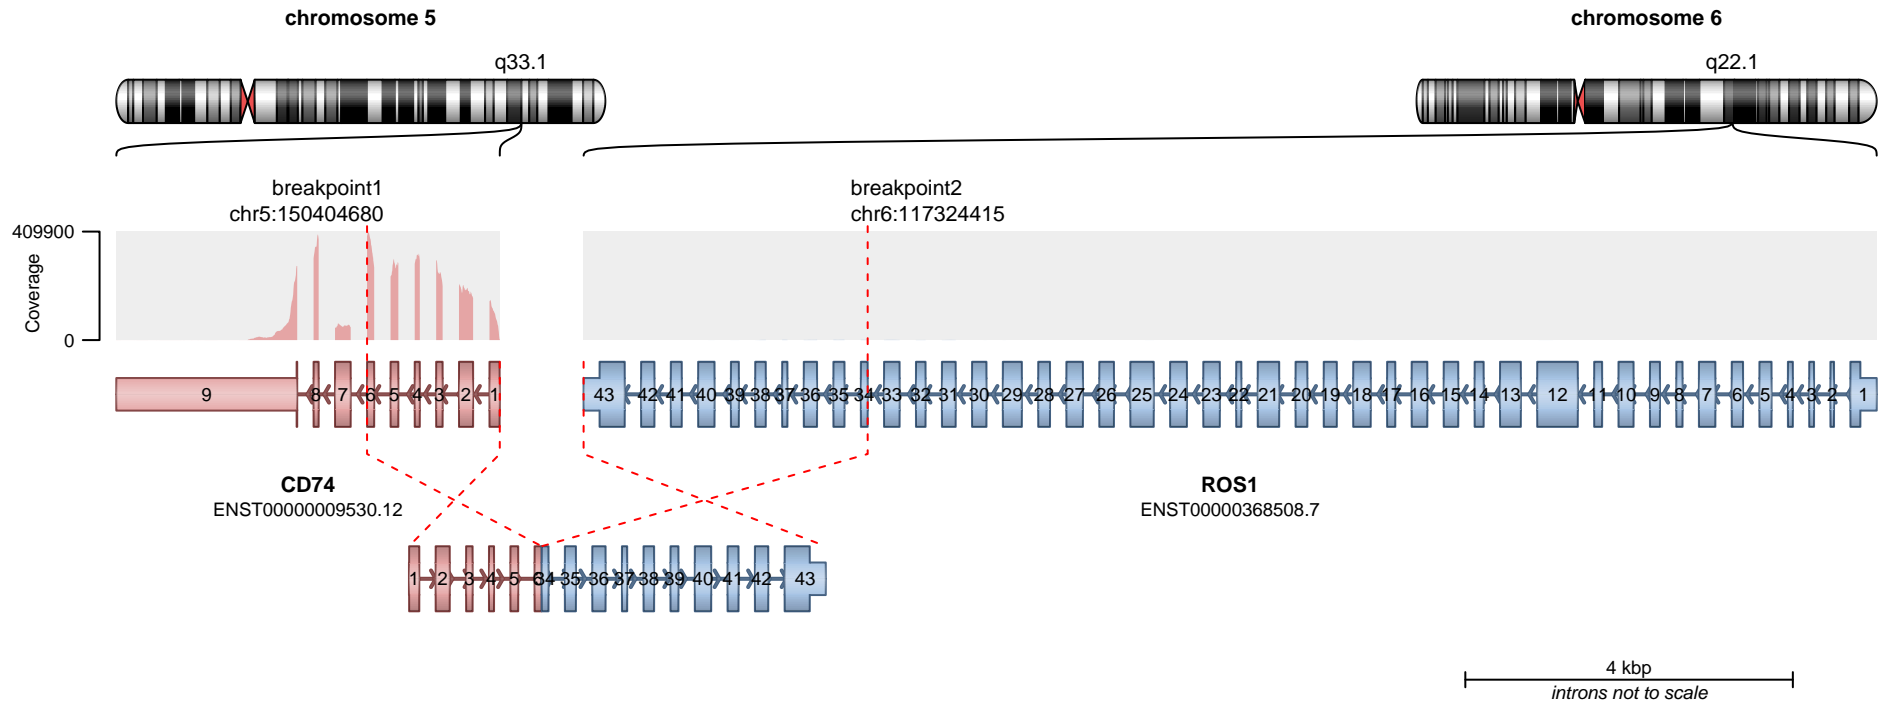 chromosome 5
chromosome 6
q33.1
q22.1
breakpoint1
chr5:150404680
breakpoint2
chr6:117324415
409900
Coverage
0
9 8 7 6 5 4 3 2 1
43 42 41 40 39 38 37 36 35 34 33 32 31 30 29 28 27 26 25 24 23 22 21 20 19 18 17 16 15 14 13 12 11 10 9 8 7 6 5 4 3 2 1
CD74
ENST00000009530.12
ROS1
ENST00000368508.7
1 2 3 4 5 6 34 35 36 37 38 39 40 41 42 43
4 kbp
introns not to scale